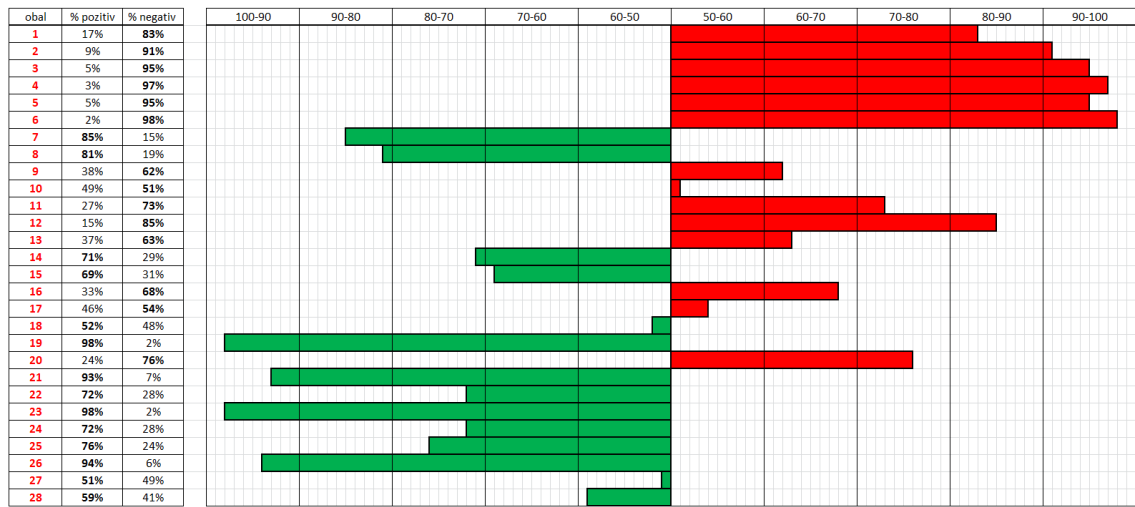 obal % pozitiv % negativ 100-90 90-80 80-70 70-60 60-50 50-60 60-70 70-80 80-90 90-100
1 17% 83%
2 9% 91%
3 5% 95%
4 3% 97%
5 5% 95%
6 2% 98%
7 85% 15%
8 81% 19%
9 38% 62%
10 49% 51%
11 27% 73%
12 15% 85%
13 37% 63%
14 71% 29%
15 69% 31%
16 33% 68%
17 46% 54%
18 52% 48%
19 98% 2%
20 24% 76%
21 93% 7%
22 72% 28%
23 98% 2%
24 72% 28%
25 76% 24%
26 94% 6%
27 51% 49%
28 59% 41%